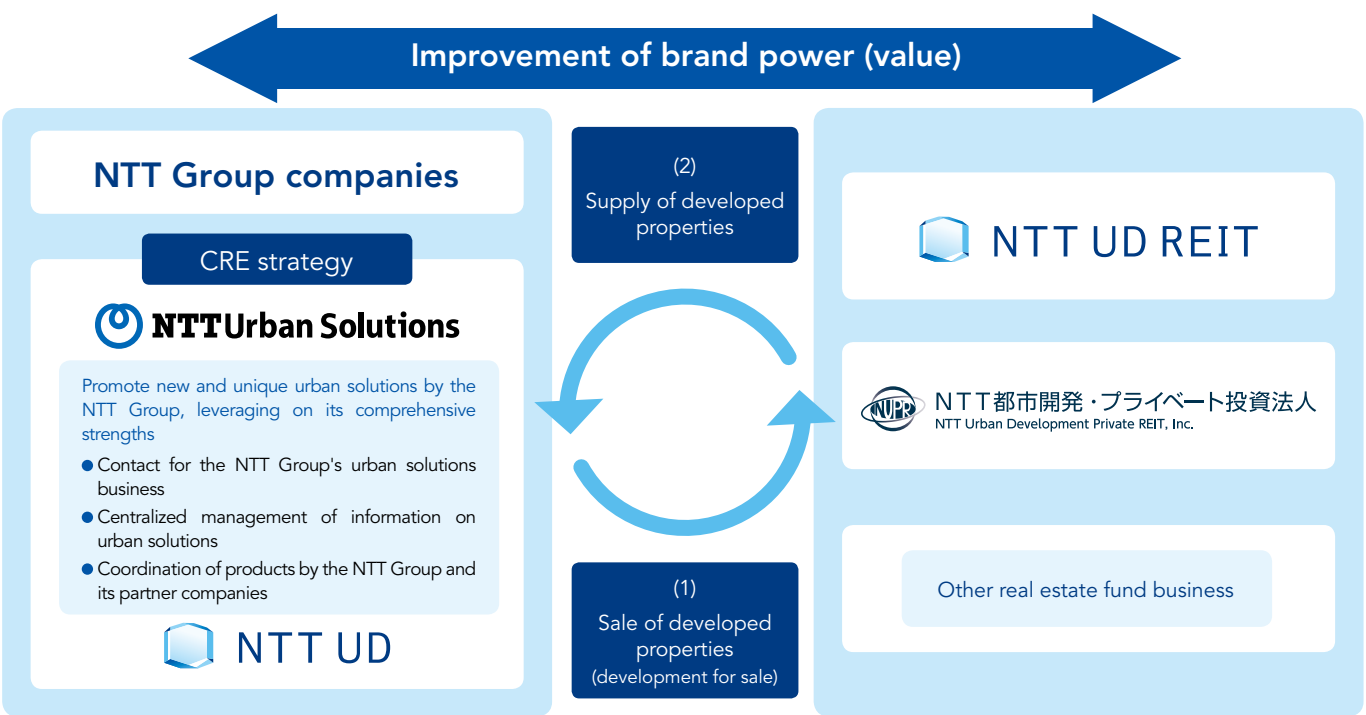 Improvement of brand power (value)
NTT Group companies
CRE strategy
NTT Urban Solutions
Promote new and unique urban solutions by the
NTT Group, leveraging on its comprehensive
strengths
Contact for the NTT Group's urban solutions
business
Centralized management of information on
urban solutions
Coordination of products by the NTT Group and
its partner companies
NTT UD
(2)
Supply of developed
properties
(1)
Sale of developed
properties
(development for sale)
NTT UD REIT
NUPR
NTT都市開発・プライベート投資法人
NTT Urban Development Private REIT, Inc.
Other real estate fund business